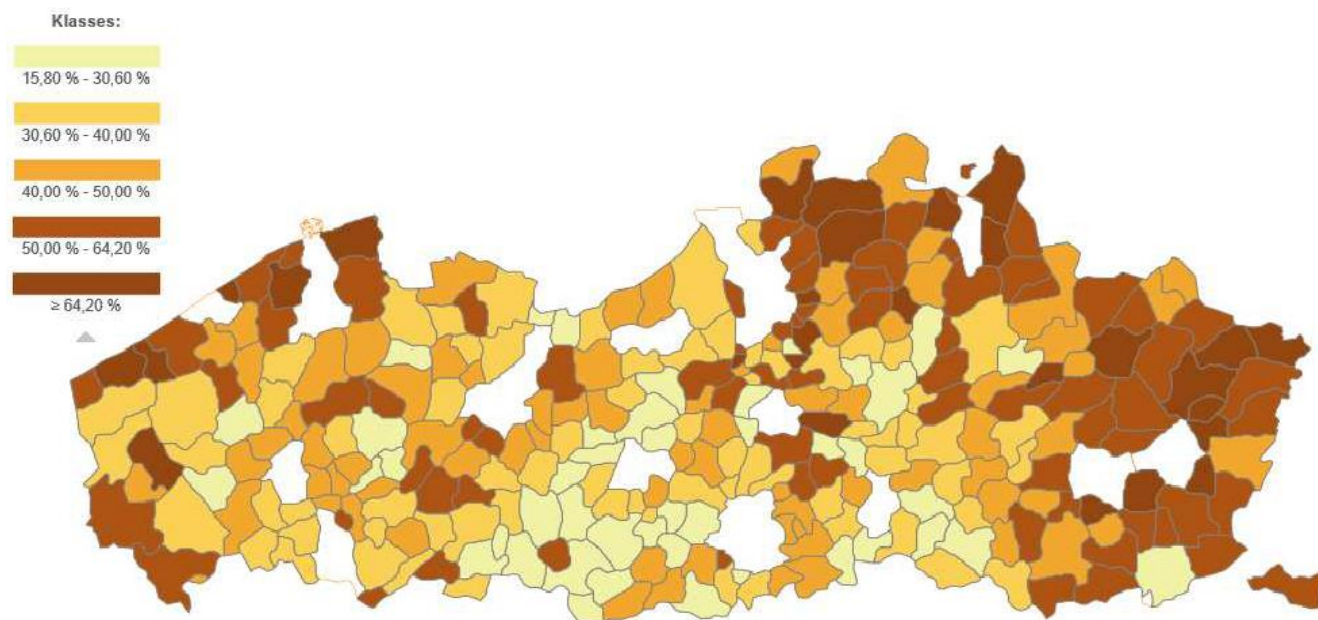 Klasses:
15,80 % - 30,60 %
30,60 % - 40,00 %
40,00 % - 50,00 %
50,00 % - 64,20 %
≥ 64,20 %